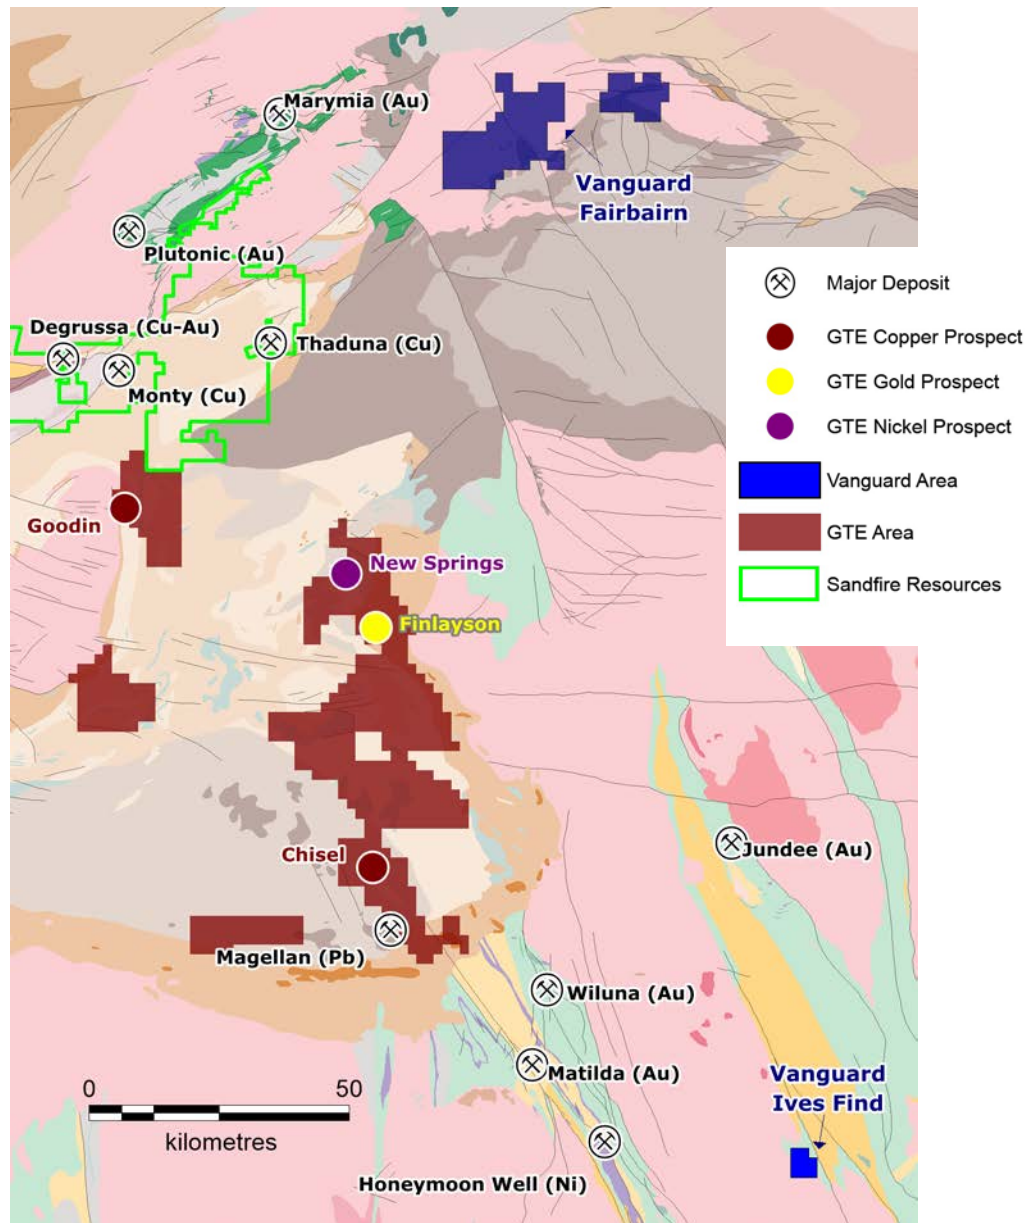 Marymia (Au)
Vanguard
Fairbairn
Plutonic (Au)
Degrussa (Cu-Au)
Thaduna (Cu)
Monty (Cu)
Major Deposit
GTE Copper Prospect
GTE Gold Prospect
GTE Nickel Prospect
Vanguard Area
GTE Area
Sandfire Resources
Goodin
New Springs
Finlayson
Chisel
Jundee (Au)
Magellan (Pb)
Wiluna (Au)
Matilda (Au)
Vanguard
Ives Find
0 50
kilometres
Honeymoon Well (Ni)